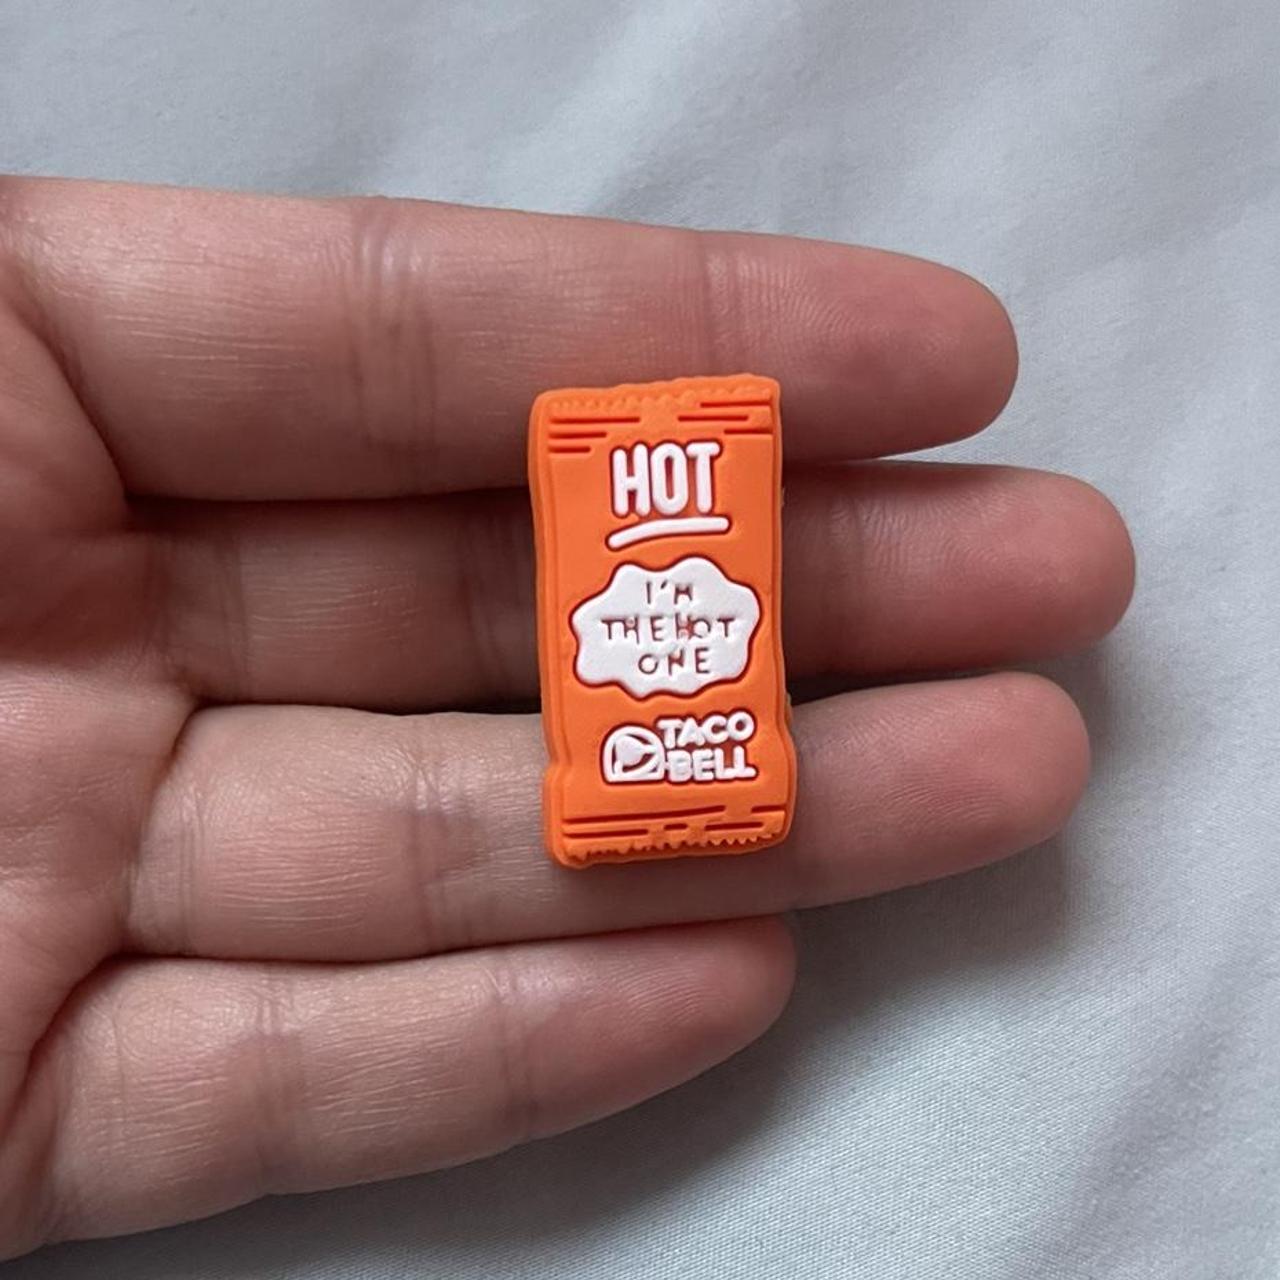 HOT
I'M
THE HOT
ONE
TACO
BELL